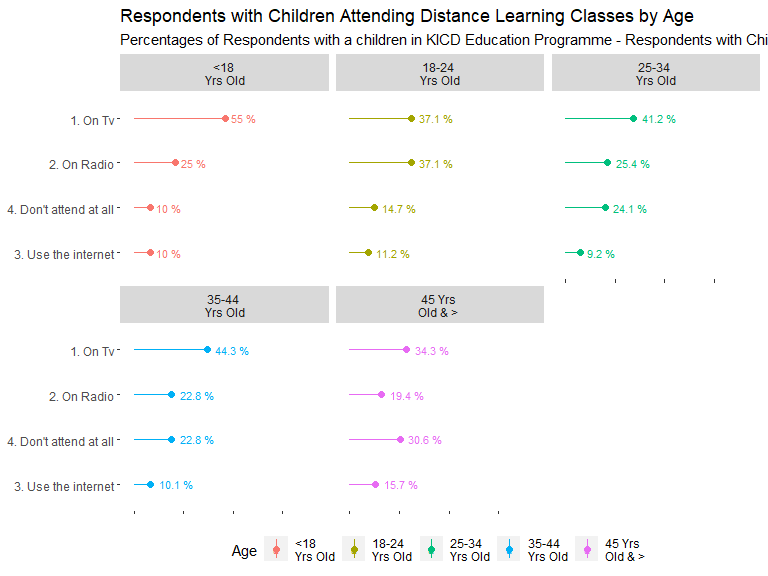 Respondents with Children Attending Distance Learning Classes by Age
Percentages of Respondents with a children in KICD Education Programme - Respondents with Chi
<18
Yrs Old
18-24
Yrs Old
25-34
Yrs Old
1. On Tv
55 %
37.1 %
41.2 %
2. On Radio
25 %
37.1 %
25.4 %
4. Don't attend at all
10 %
14.7 %
24.1 %
3. Use the internet
10 %
11.2 %
9.2 %
35-44
Yrs Old
45 Yrs
Old & >
1. On Tv
44.3 %
34.3 %
2. On Radio
22.8 %
19.4 %
4. Don't attend at all
22.8 %
30.6 %
3. Use the internet
10.1 %
15.7 %
Age
<18
Yrs Old
18-24
Yrs Old
25-34
Yrs Old
35-44
Yrs Old
45 Yrs
Old & >